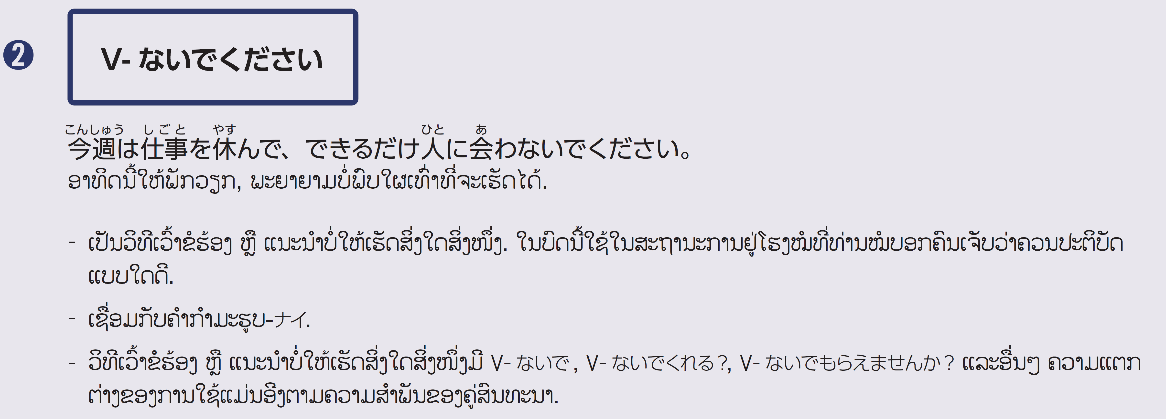 2
V- ないでください
こんしゅう しごと やす ひと あ
今週は仕事を休んで、できるだけ人に会わないでください。
ອາທິດນີ້ໃຫ້ພັກວຽກ, ພະຍາຍາມບໍ່ພົບໃຜເທົ່າທີ່ຈະເຮັດໄດ້.
- ເປັນວິທີເວົ້າຂໍຮ້ອງ ຫຼື ແນະນຳບໍ່ໃຫ້ເຮັດສິ່ງໃດສິ່ງໜຶ່ງ. ໃນບົດນີ້ໃຊ້ໃນສະຖານະການຢູ່ໂຮງໝໍທີ່ທ່ານໝໍບອກຄົນເຈັບວ່າຄວນປະຕິບັດ
ແບບໃດດີ.
- ເຊື່ອມກັບຄຳກຳມະຮູບ-ナイ.
- ວິທີເວົ້າຂໍຮ້ອງ ຫຼື ແນະນຳບໍ່ໃຫ້ເຮັດສິ່ງໃດສິ່ງໜຶ່ງມີ V- ないで , V- ないでくれる?, V- ないでもらえませんか? ແລະອື່ນໆ ຄວາມແຕກ
ຕ່າງຂອງການໃຊ້ແມ່ນອີງຕາມຄວາມສຳພັນຂອງຄູ່ສົນທະນາ.